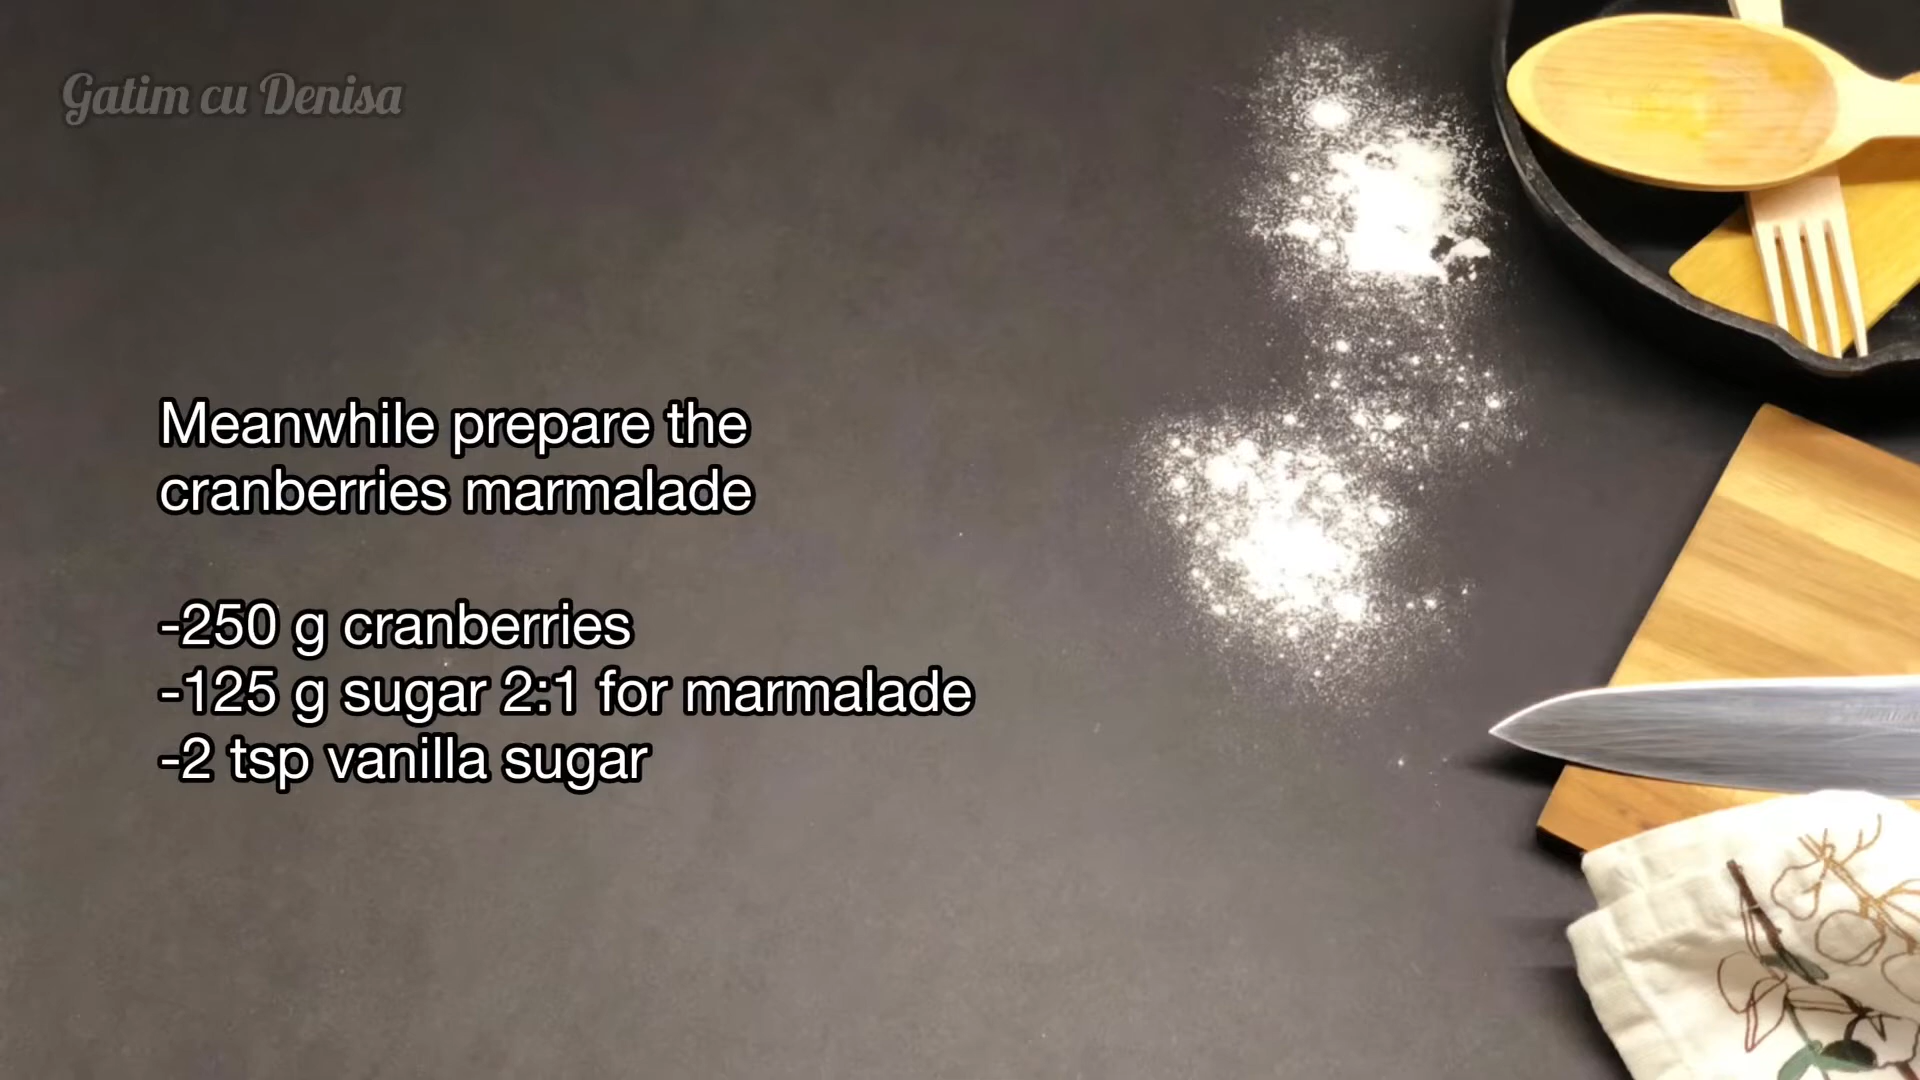 Gatim cu Denisa
Meanwhile prepare the
cranberries marmalade
-250 g cranberries
-125 g sugar 2:1 for marmalade
-2 tsp vanilla sugar